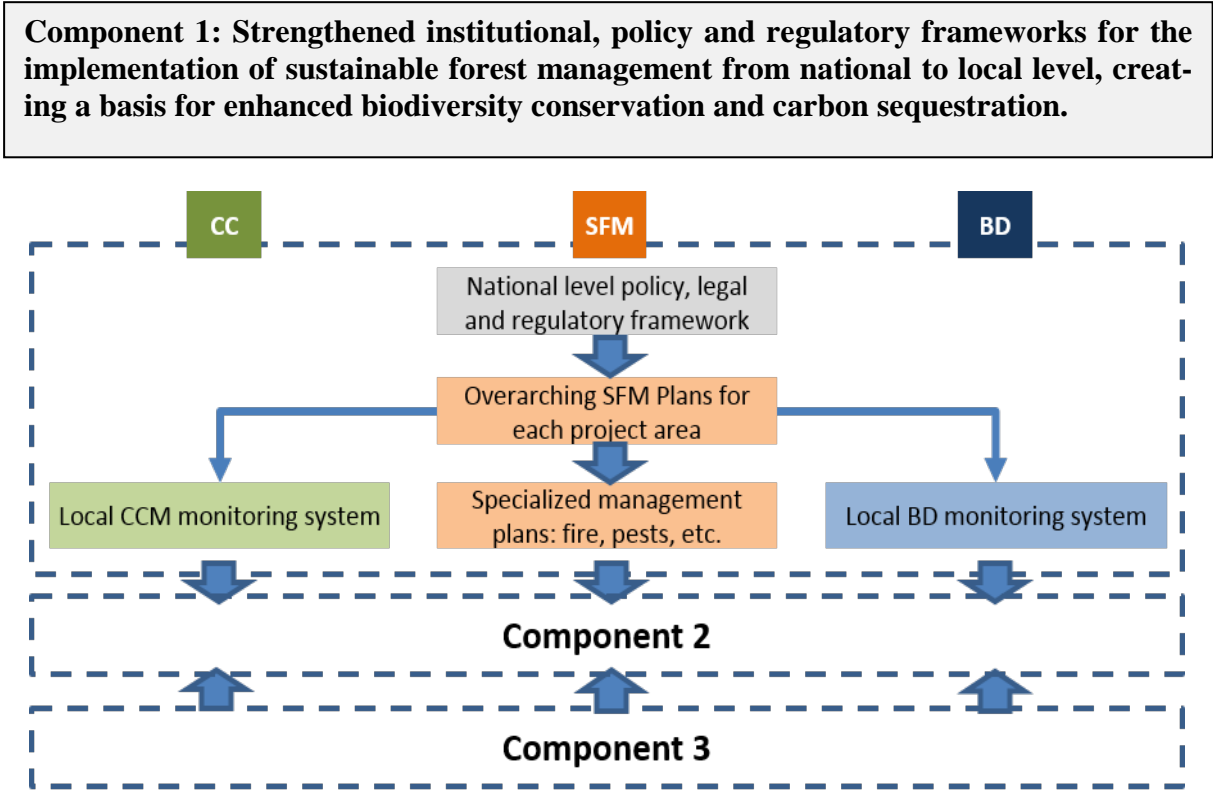 Component 1: Strengthened institutional, policy and regulatory frameworks for the
implementation of sustainable forest management from national to local level, creat-
ing a basis for enhanced biodiversity conservation and carbon sequestration.
CC
SFM
BD
National level policy, legal
and regulatory framework
Overarching SFM Plans for
each project area
Local CCM monitoring system
Specialized management
plans: fire, pests, etc.
Local BD monitoring system
Component 2
Component 3